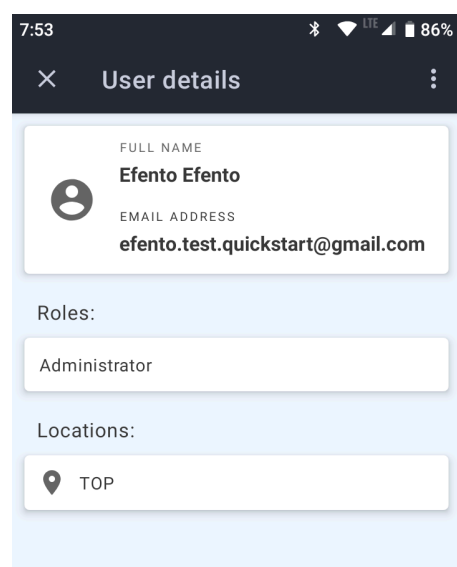 7:53 LTE 86%
User details
FULL NAME
Efento Efento
EMAIL ADDRESS
efento.test.quickstart@gmail.com
Roles:
Administrator
Locations:
TOP